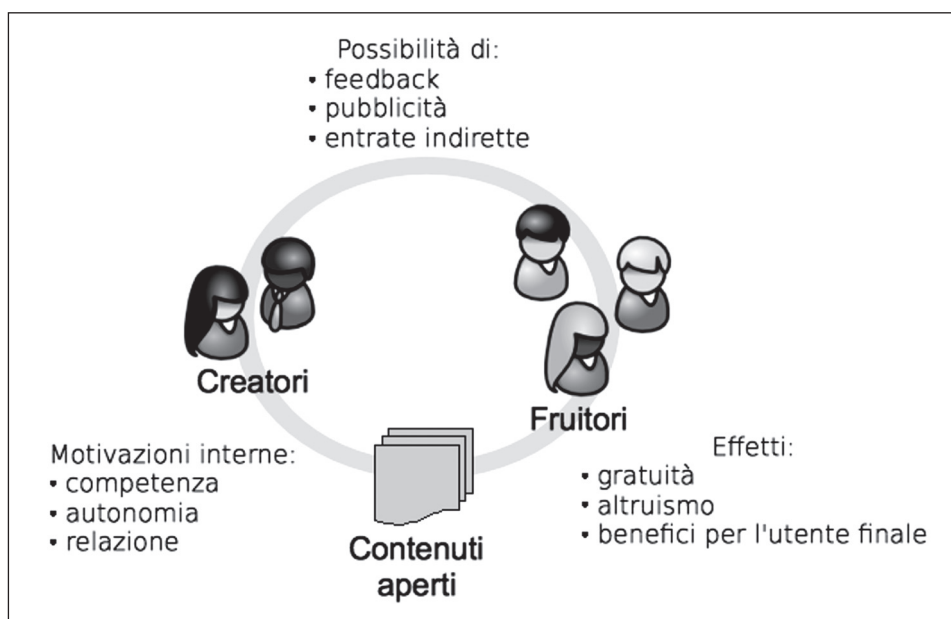 Possibilità di:
• feedback
• pubblicità
• entrate indirette
Creatori
Fruitori
Motivazioni interne:
• competenza
• autonomia
• relazione
Effetti:
• gratuità
• altruismo
• benefici per l'utente finale
Contenuti
aperti